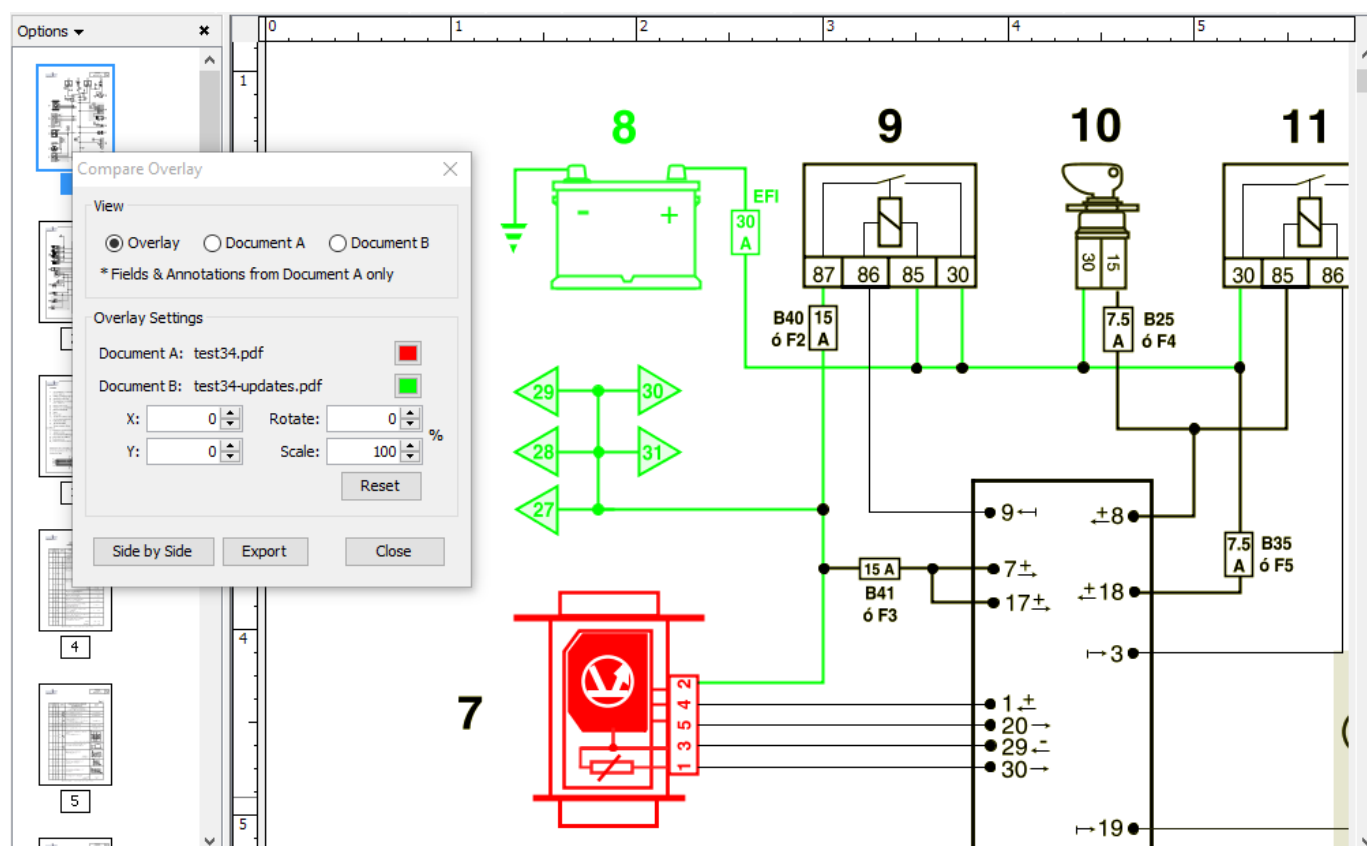 Options
0 1 2 3 4 5
1
Compare Overlay
View
Overlay Document A Document B
* Fields & Annotations from Document A only
Overlay Settings
Document A: test34.pdf
Document B: test34-updates.pdf
X: 0 Rotate: 0
%
Y: 0 Scale: 100
Reset
Side by Side Export Close
4
5
4
5
8 9 10 11
- +
EFI
30
A
87 86 85 30
30 15
30 85 86
B40 15
ó F2 A
7.5 B25
A ó F4
29 30
28 31
27
9 ±8
15 A
B41
ó F3
7±
17±
7.5 B35
A ó F5
±18
3
7
2
4
5
3
1
1±
20→
29-
30→
19